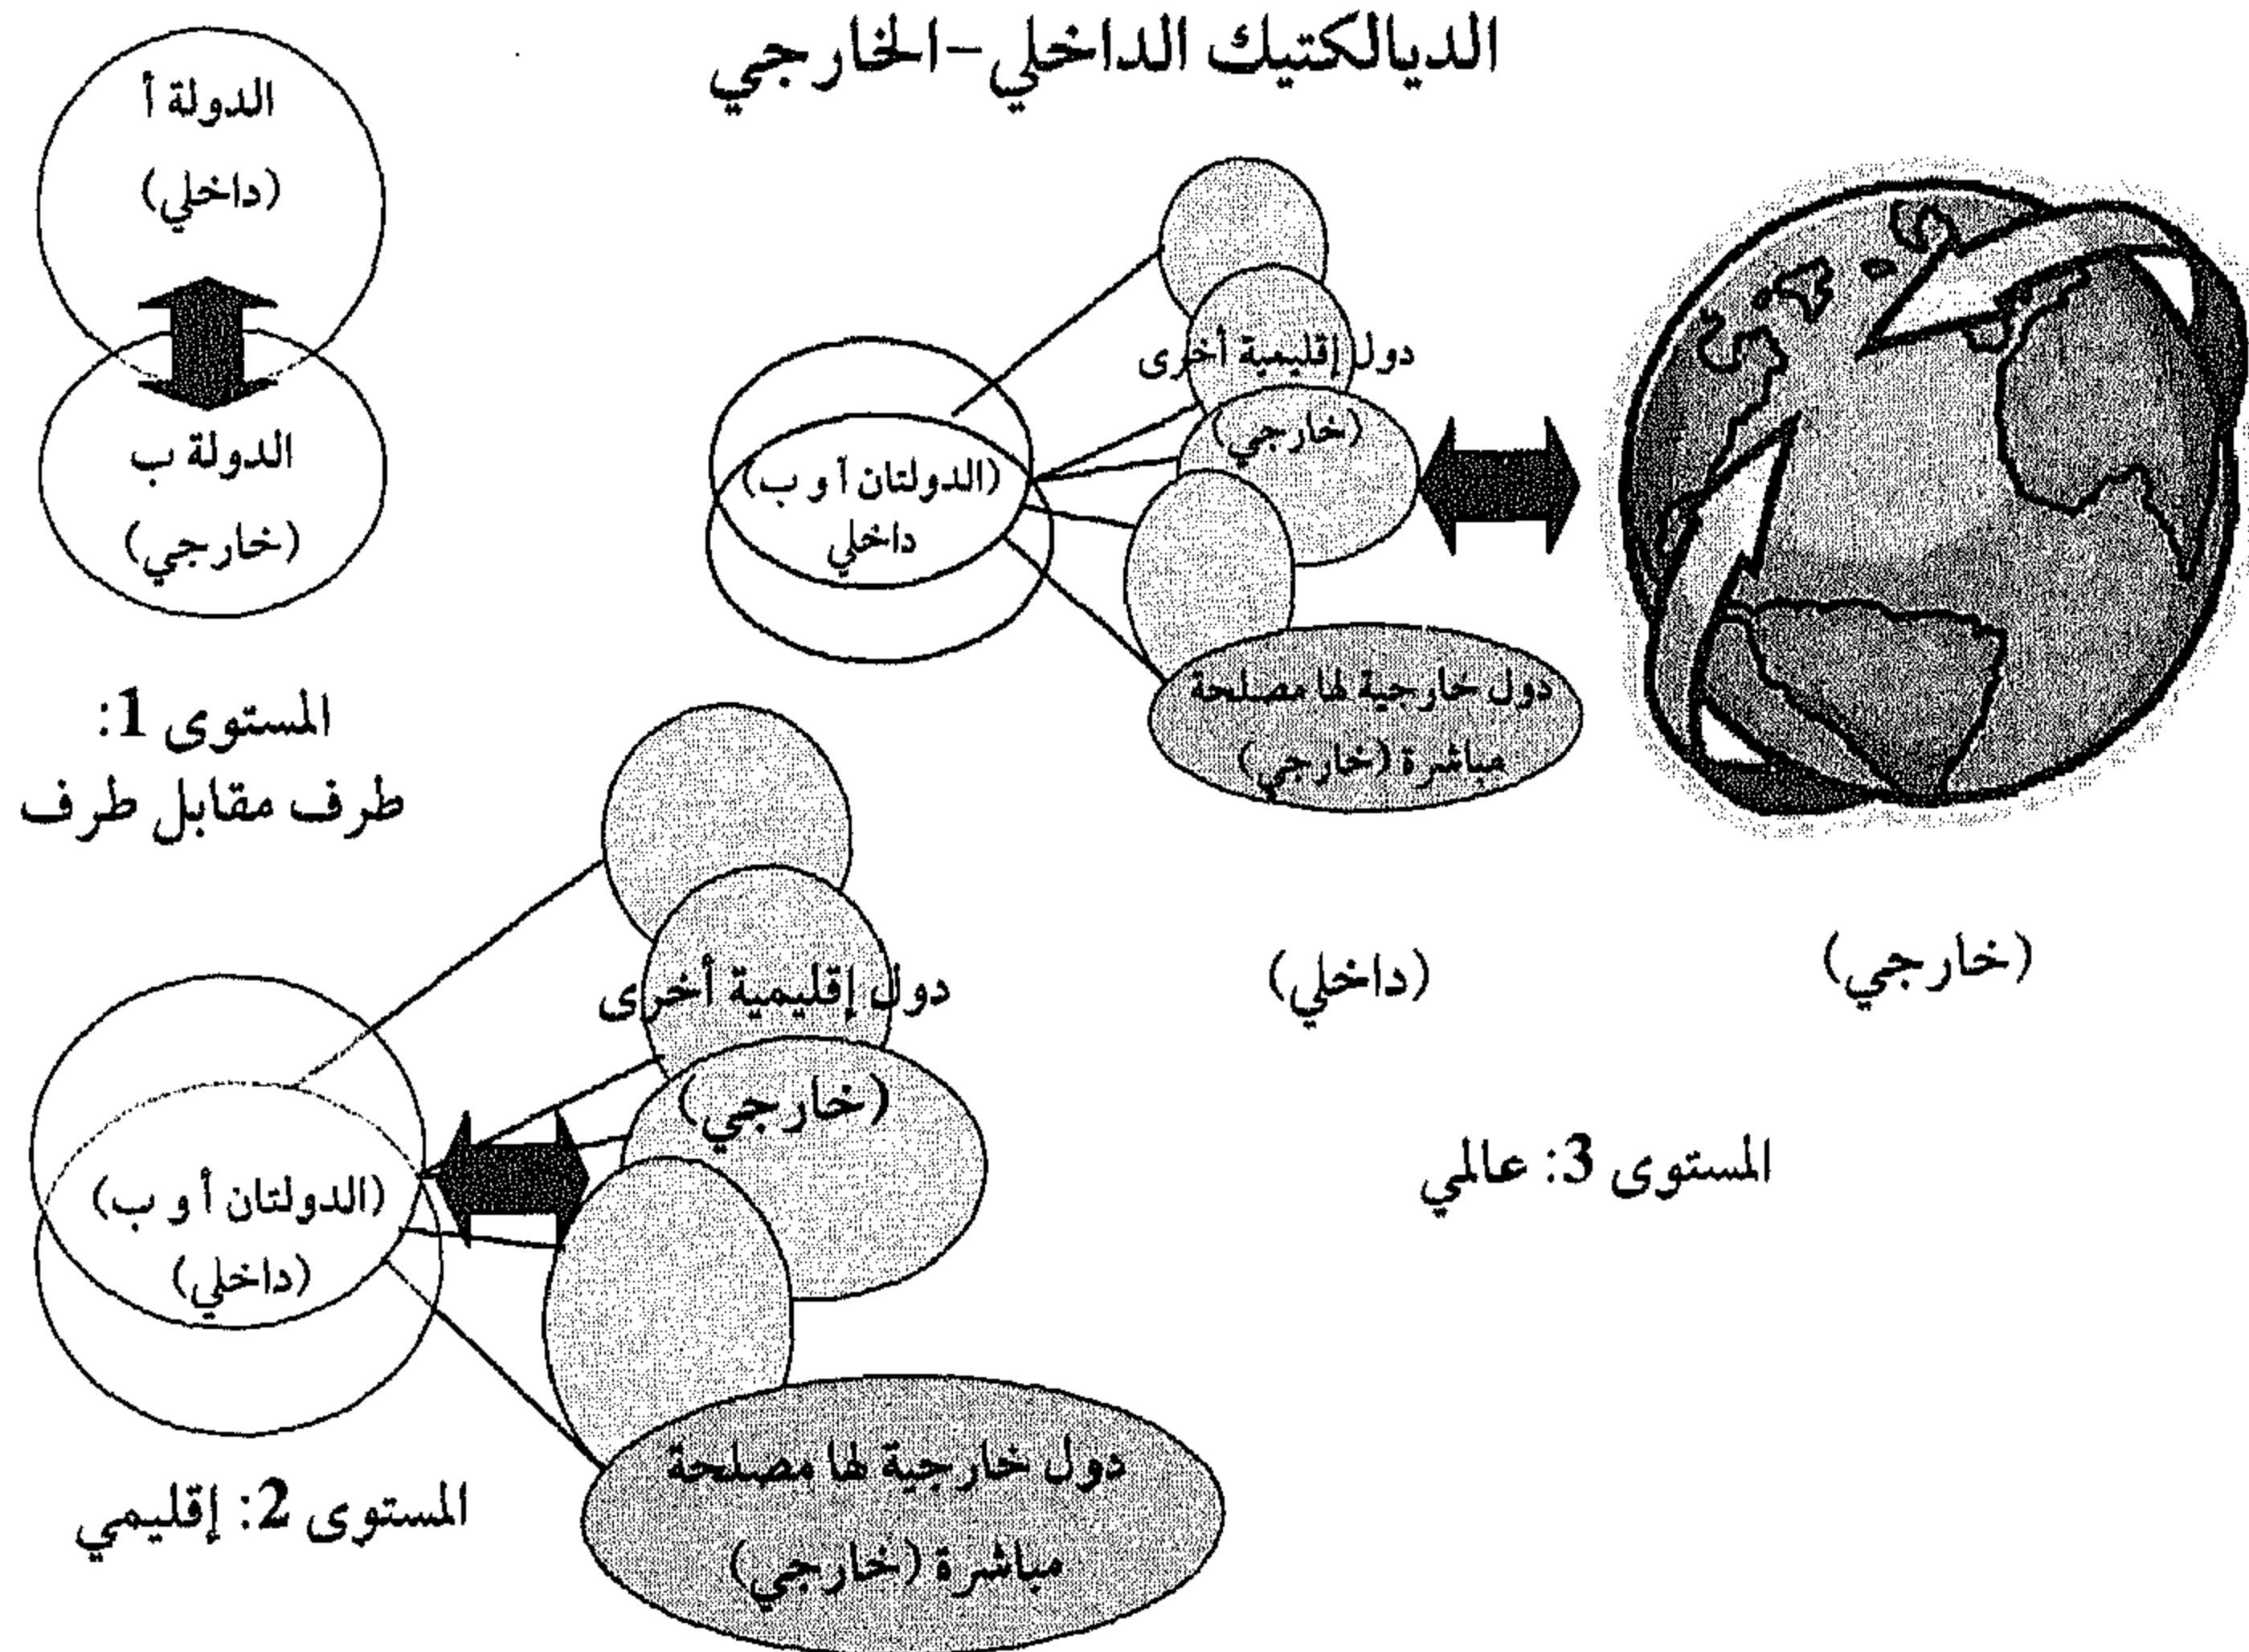 الديالكتيك الداخلي-الخارجي
الدولة أ
(داخلي)
الدولة ب
(خارجي)
المستوى 1:
طرف مقابل طرف
دول إقليمية أخرى
(خارجي)
(الدولتان أ و ب)
داخلي
دول خارجية لها مصلحة
مباشرة (خارجي)
(داخلي)
(خارجي)
المستوى 3: عالمي
دول إقليمية أخرى
(خارجي)
(الدولتان أ و ب)
(داخلي)
دول خارجية لها مصلحة
مباشرة (خارجي)
المستوى 2: إقليمي